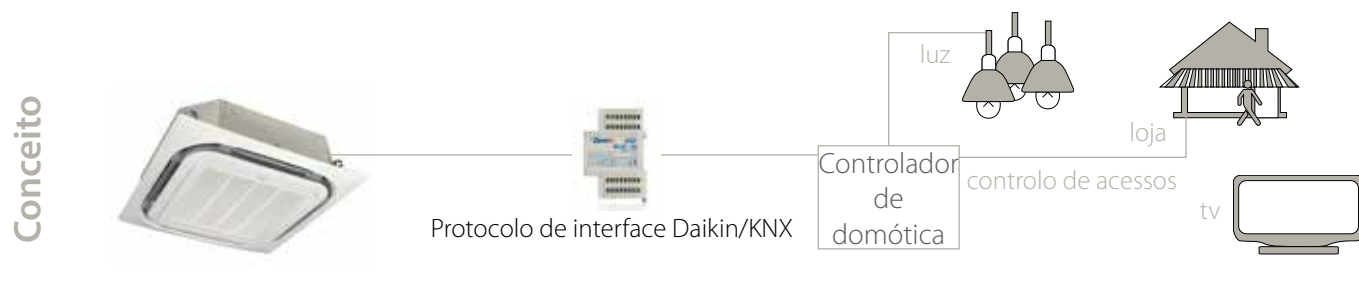 Conceito
Protocolo de interface Daikin/KNX
Controlador
de
domótica
luz
loja
controlo de acessos
tv